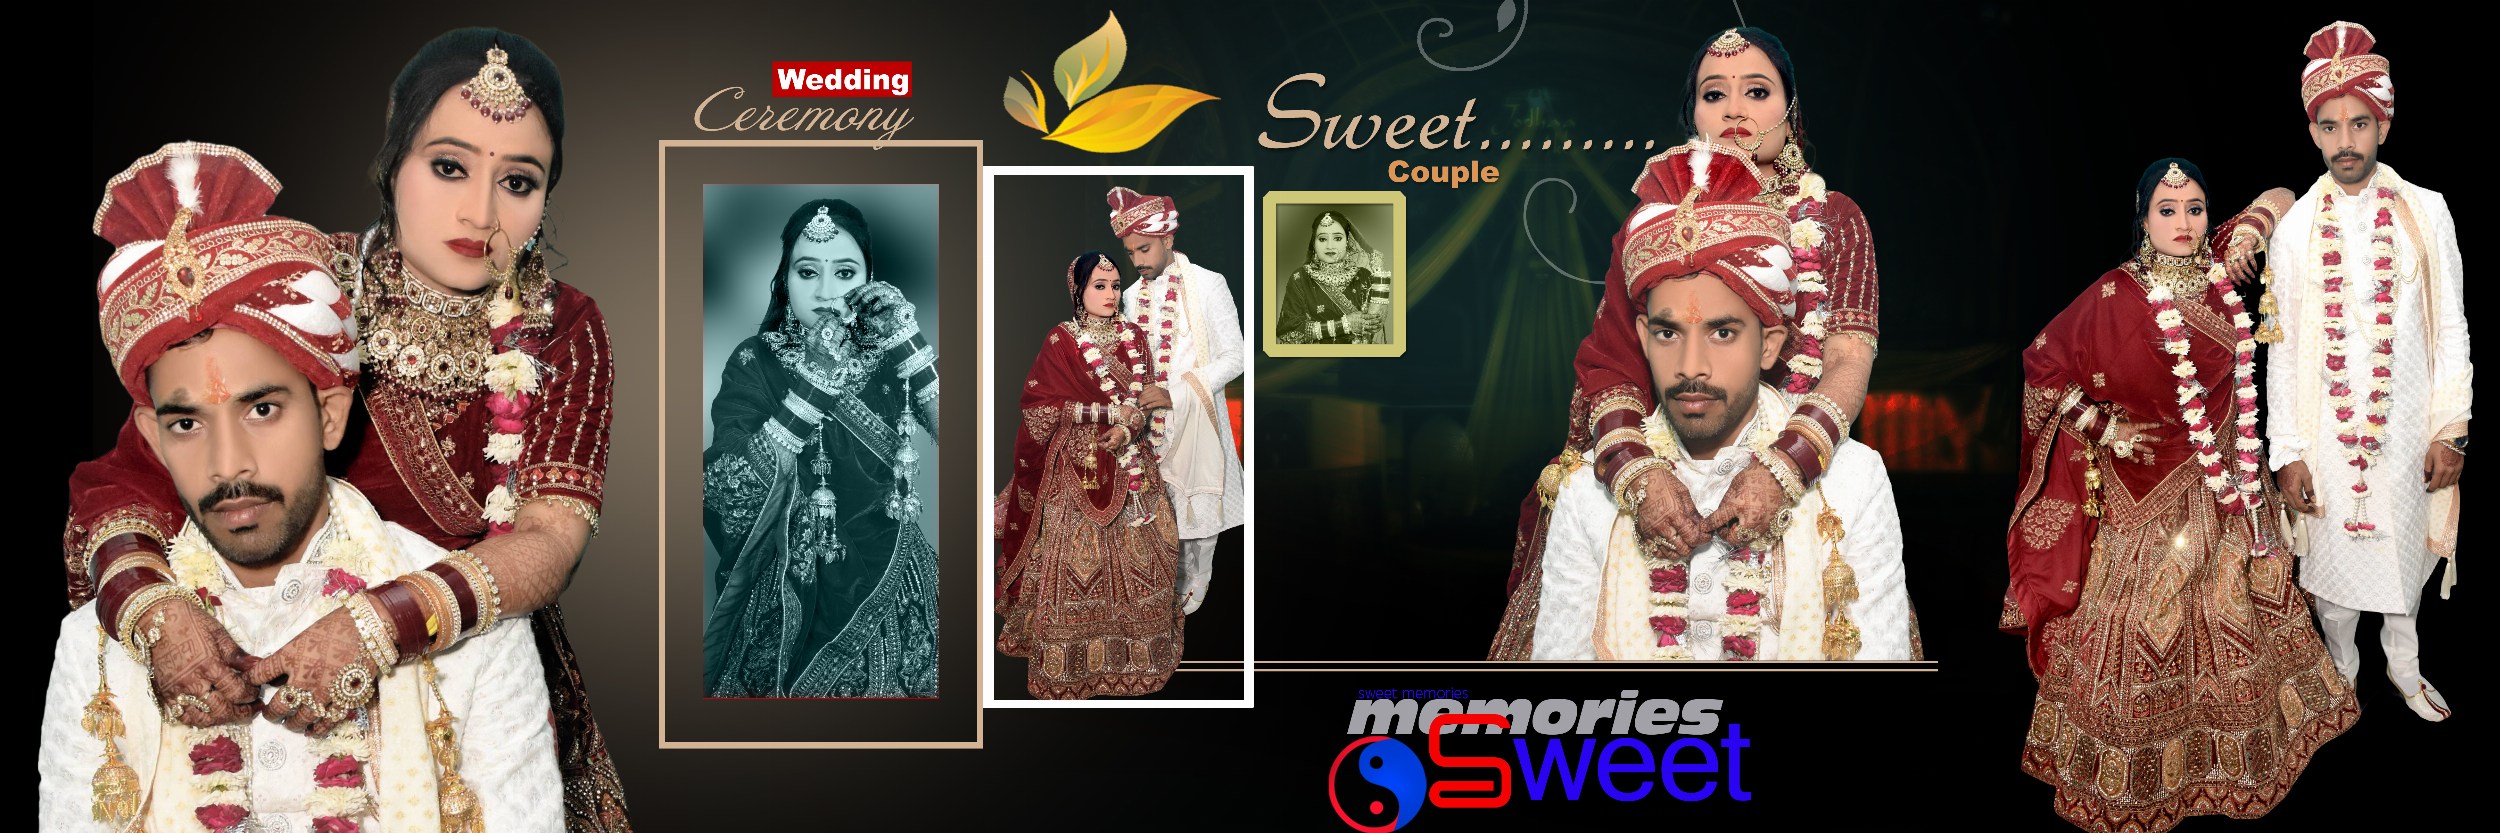 Wedding
Ceremony
Sweet.........
Couple
sweet memories
memories
Sweet